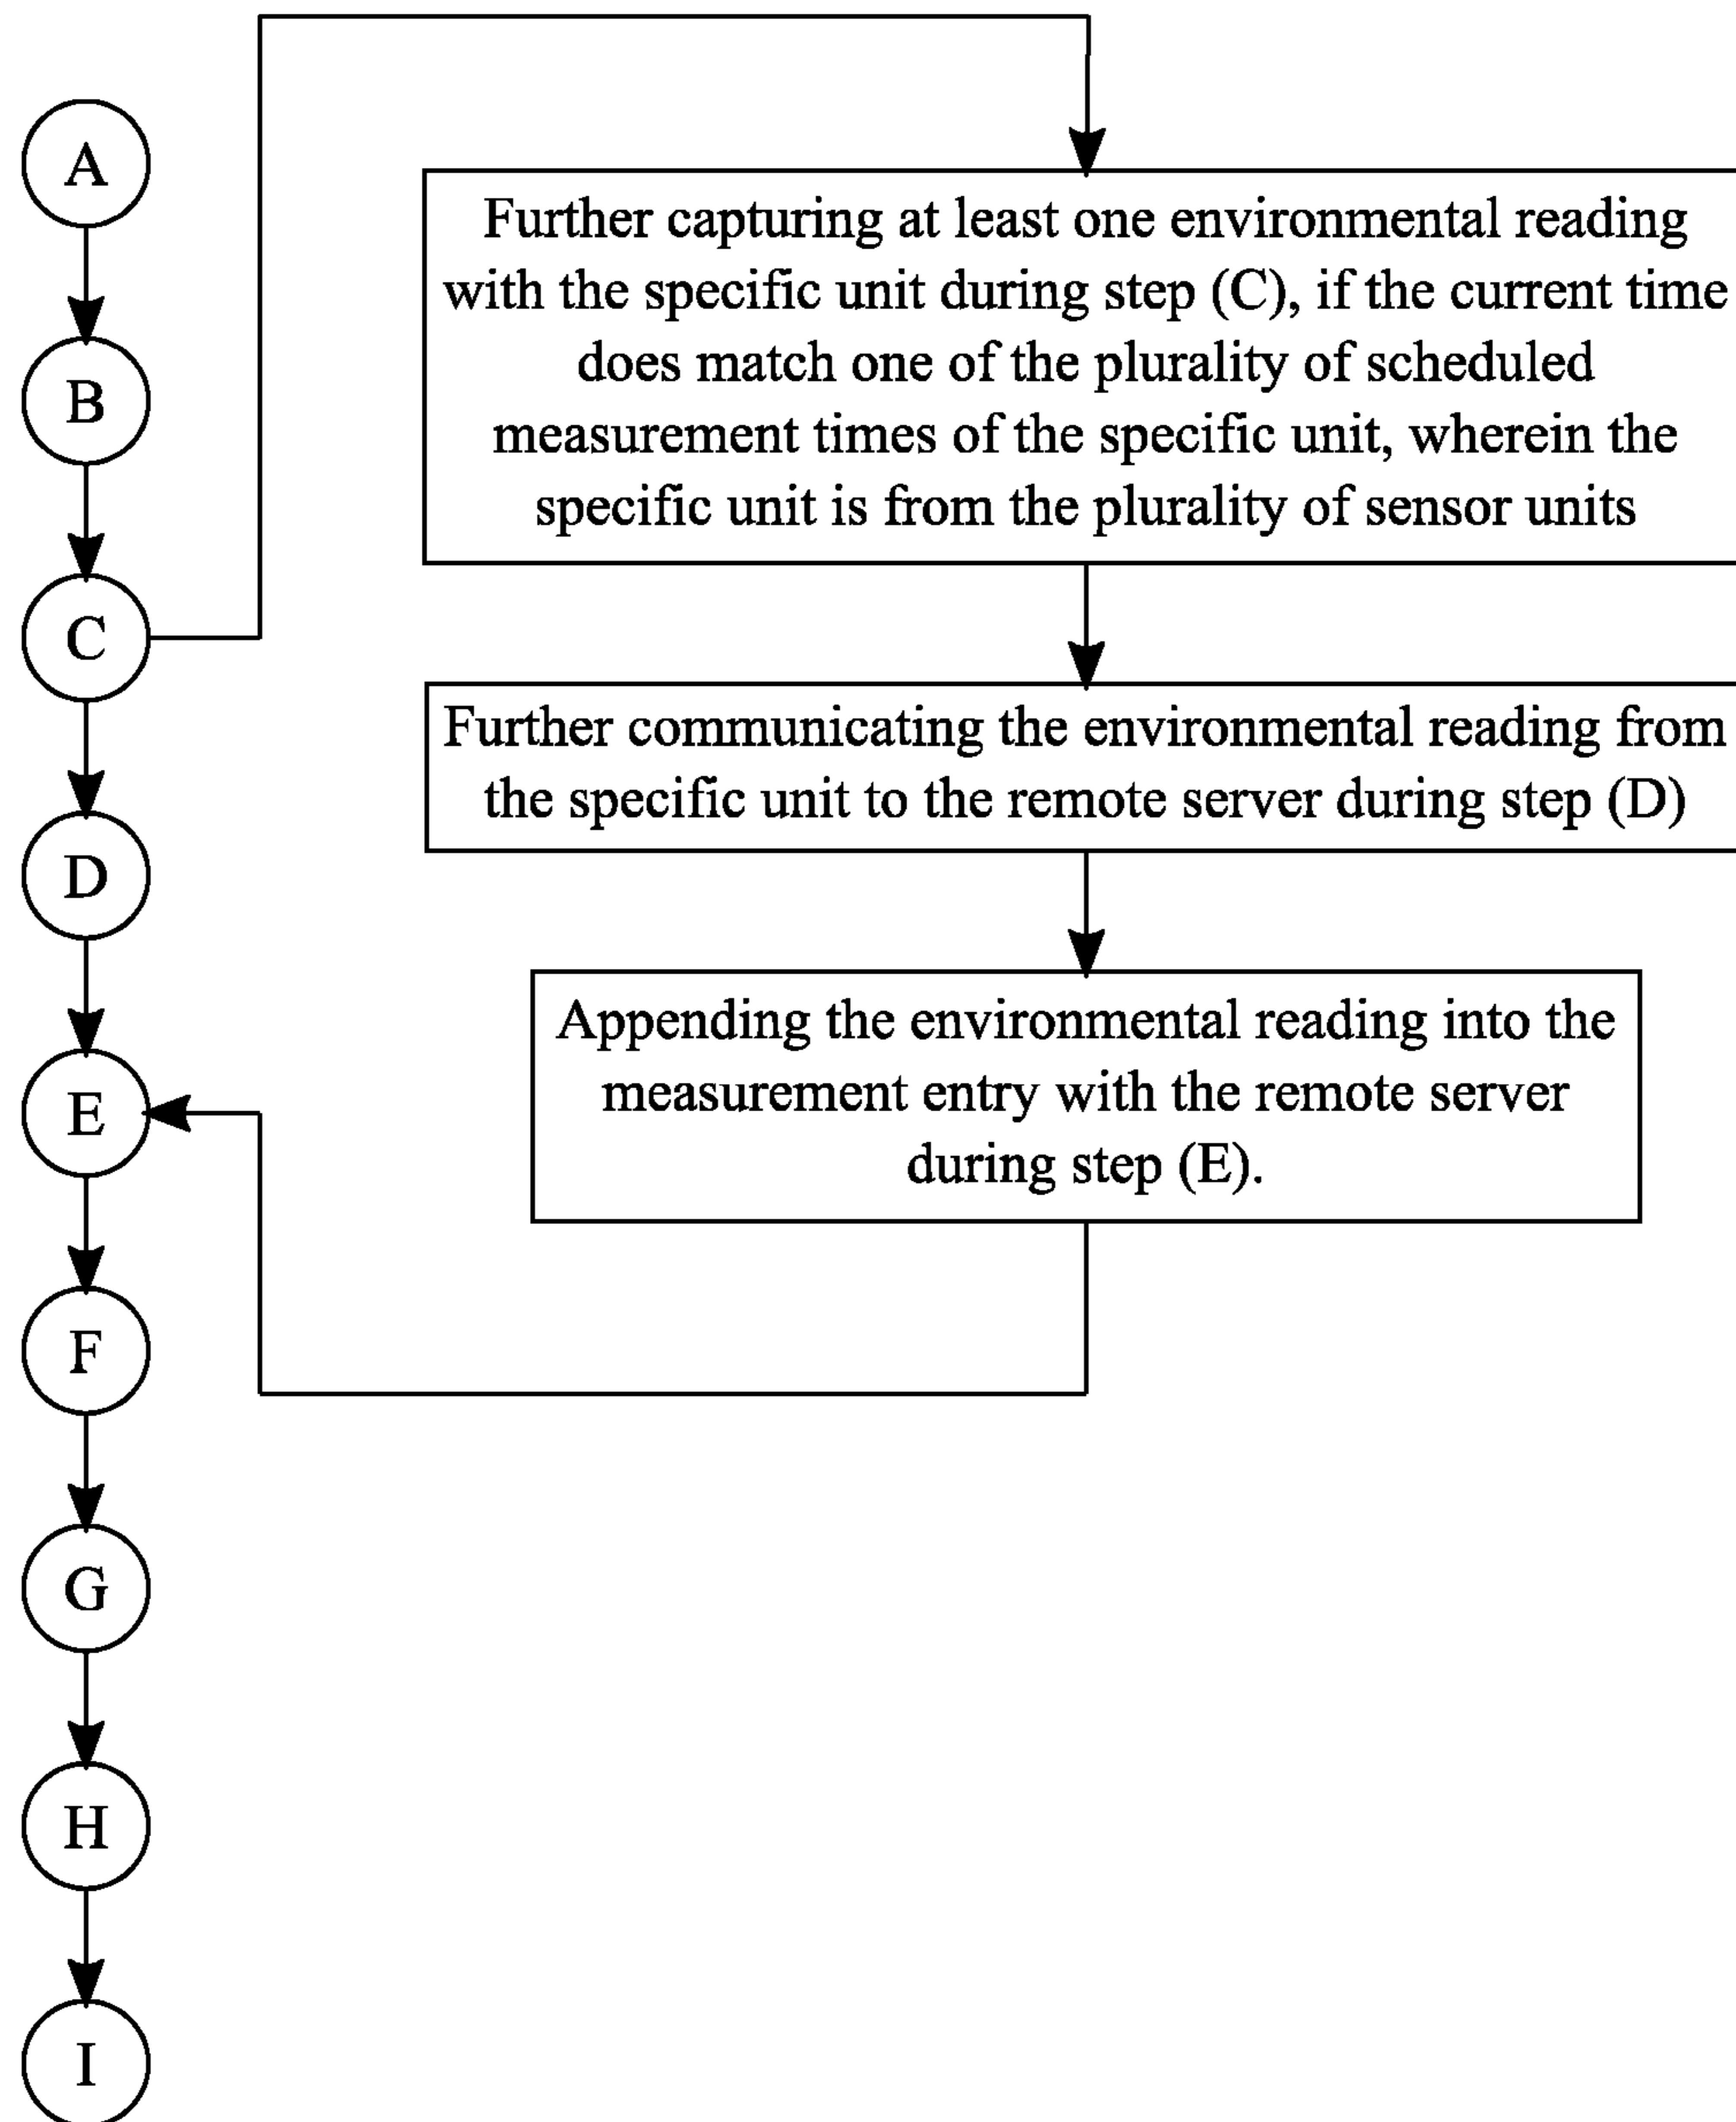 A
B
C
D
E
F
G
H
I
Further capturing at least one environmental reading
with the specific unit during step (C), if the current time
does match one of the plurality of scheduled
measurement times of the specific unit, wherein the
specific unit is from the plurality of sensor units
Further communicating the environmental reading from
the specific unit to the remote server during step (D)
Appending the environmental reading into the
measurement entry with the remote server
during step (E).